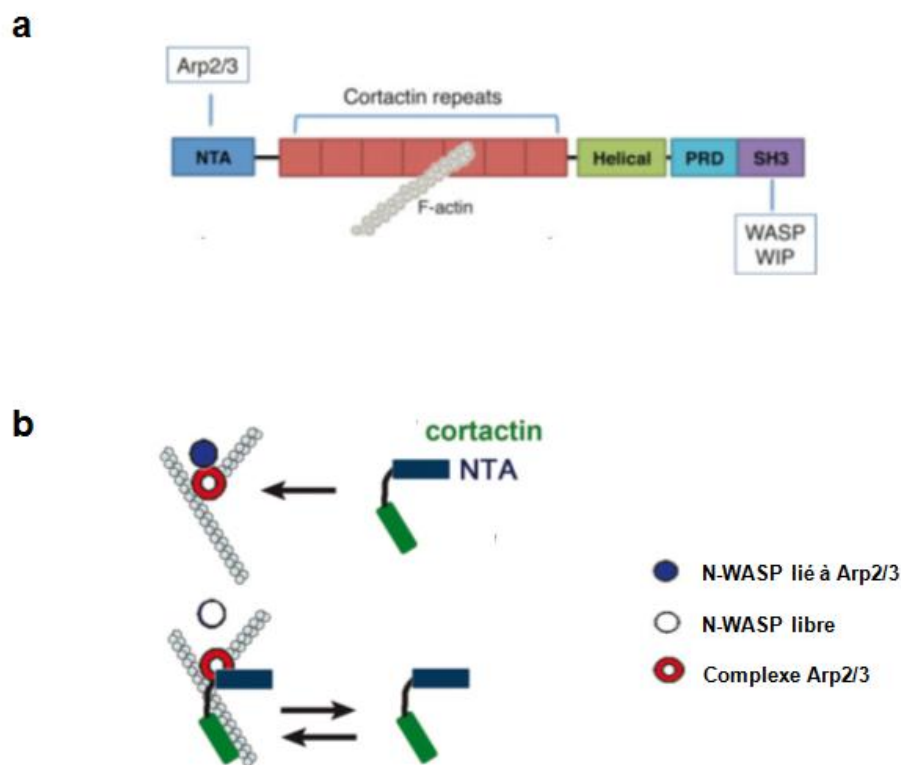 a
Arp2/3
Cortactin repeats
NTA
Helical
PRD
SH3
F-actin
WASP
WIP
b
cortactin
NTA
N-WASP lié à Arp2/3
N-WASP libre
Complexe Arp2/3